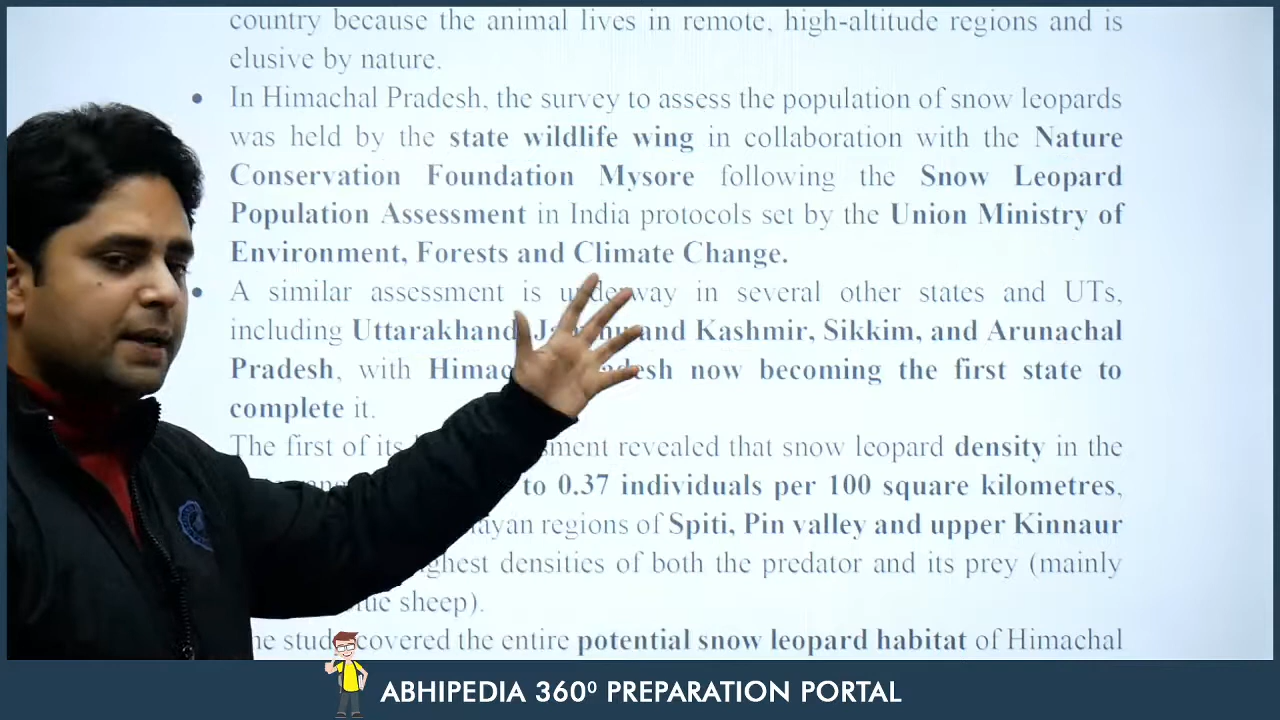 country because the animal lives in remote, high-altitude regions and is
elusive by nature.
• In Himachal Pradesh, the survey to assess the population of snow leopards
was held by the state wildlife wing in collaboration with the Nature
Conservation Foundation Mysore following the Snow Leopard
Population Assessment in India protocols set by the Union Ministry of
Environment, Forests and Climate Change.
• A similar assessment is underway in several other states and UTs,
including Uttarakhand, and Kashmir, Sikkim, and Arunachal
Pradesh, with now becoming the first state to
complete it.
The first of its revealed that snow leopard density in the
to 0.37 individuals per 100 square kilometres,
regions of Spiti, Pin valley and upper Kinnaur
densities of both the predator and its prey (mainly
sheep).
study covered the entire potential snow leopard habitat of Himachal
ABHIPEDIA 360⁰ PREPARATION PORTAL